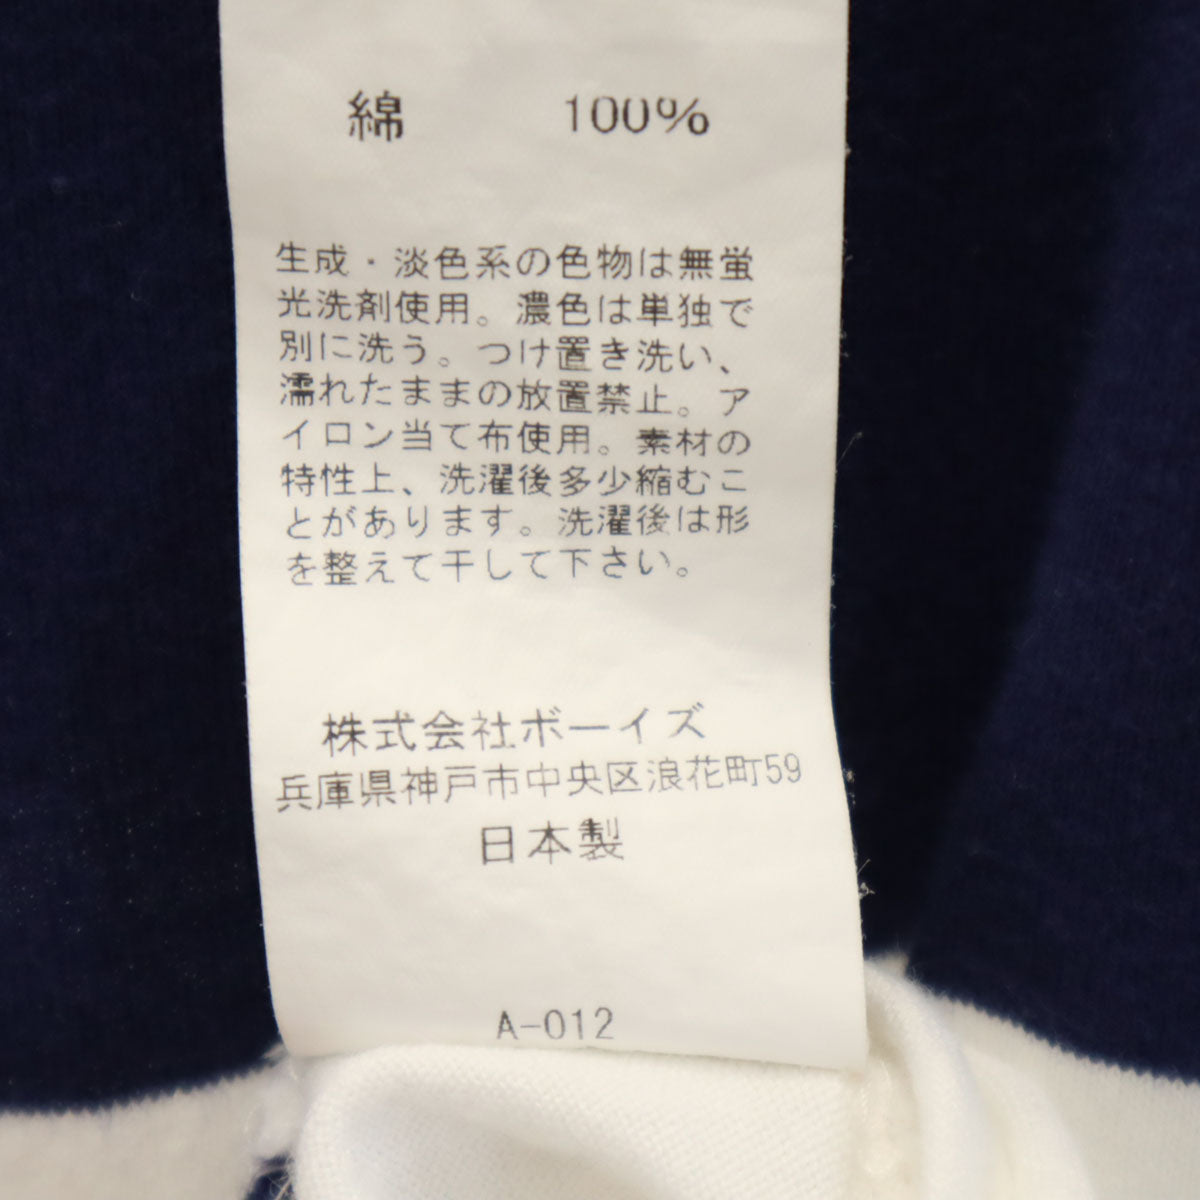 綿 100%
生成・淡色系の色物は無蛍
光洗剤使用。濃色は単独で
別に洗う。つけ置き洗い、
濡れたままの放置禁止。ア
イロン当て布使用。素材の
特性上、洗濯後多少縮むこ
とがあります。洗濯後は形
を整えて干して下さい。
株式会社ボーイズ
兵庫県神戸市中央区浪花町59
日本製
A-012